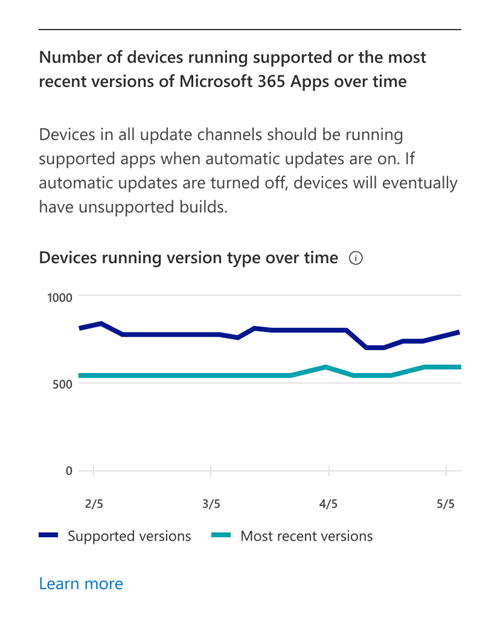 Number of devices running supported or the most
recent versions of Microsoft 365 Apps over time
Devices in all update channels should be running
supported apps when automatic updates are on. If
automatic updates are turned off, devices will eventually
have unsupported builds.
Devices running version type over time
1000
500
0
2/5 3/5 4/5 5/5
Supported versions Most recent versions
Learn more